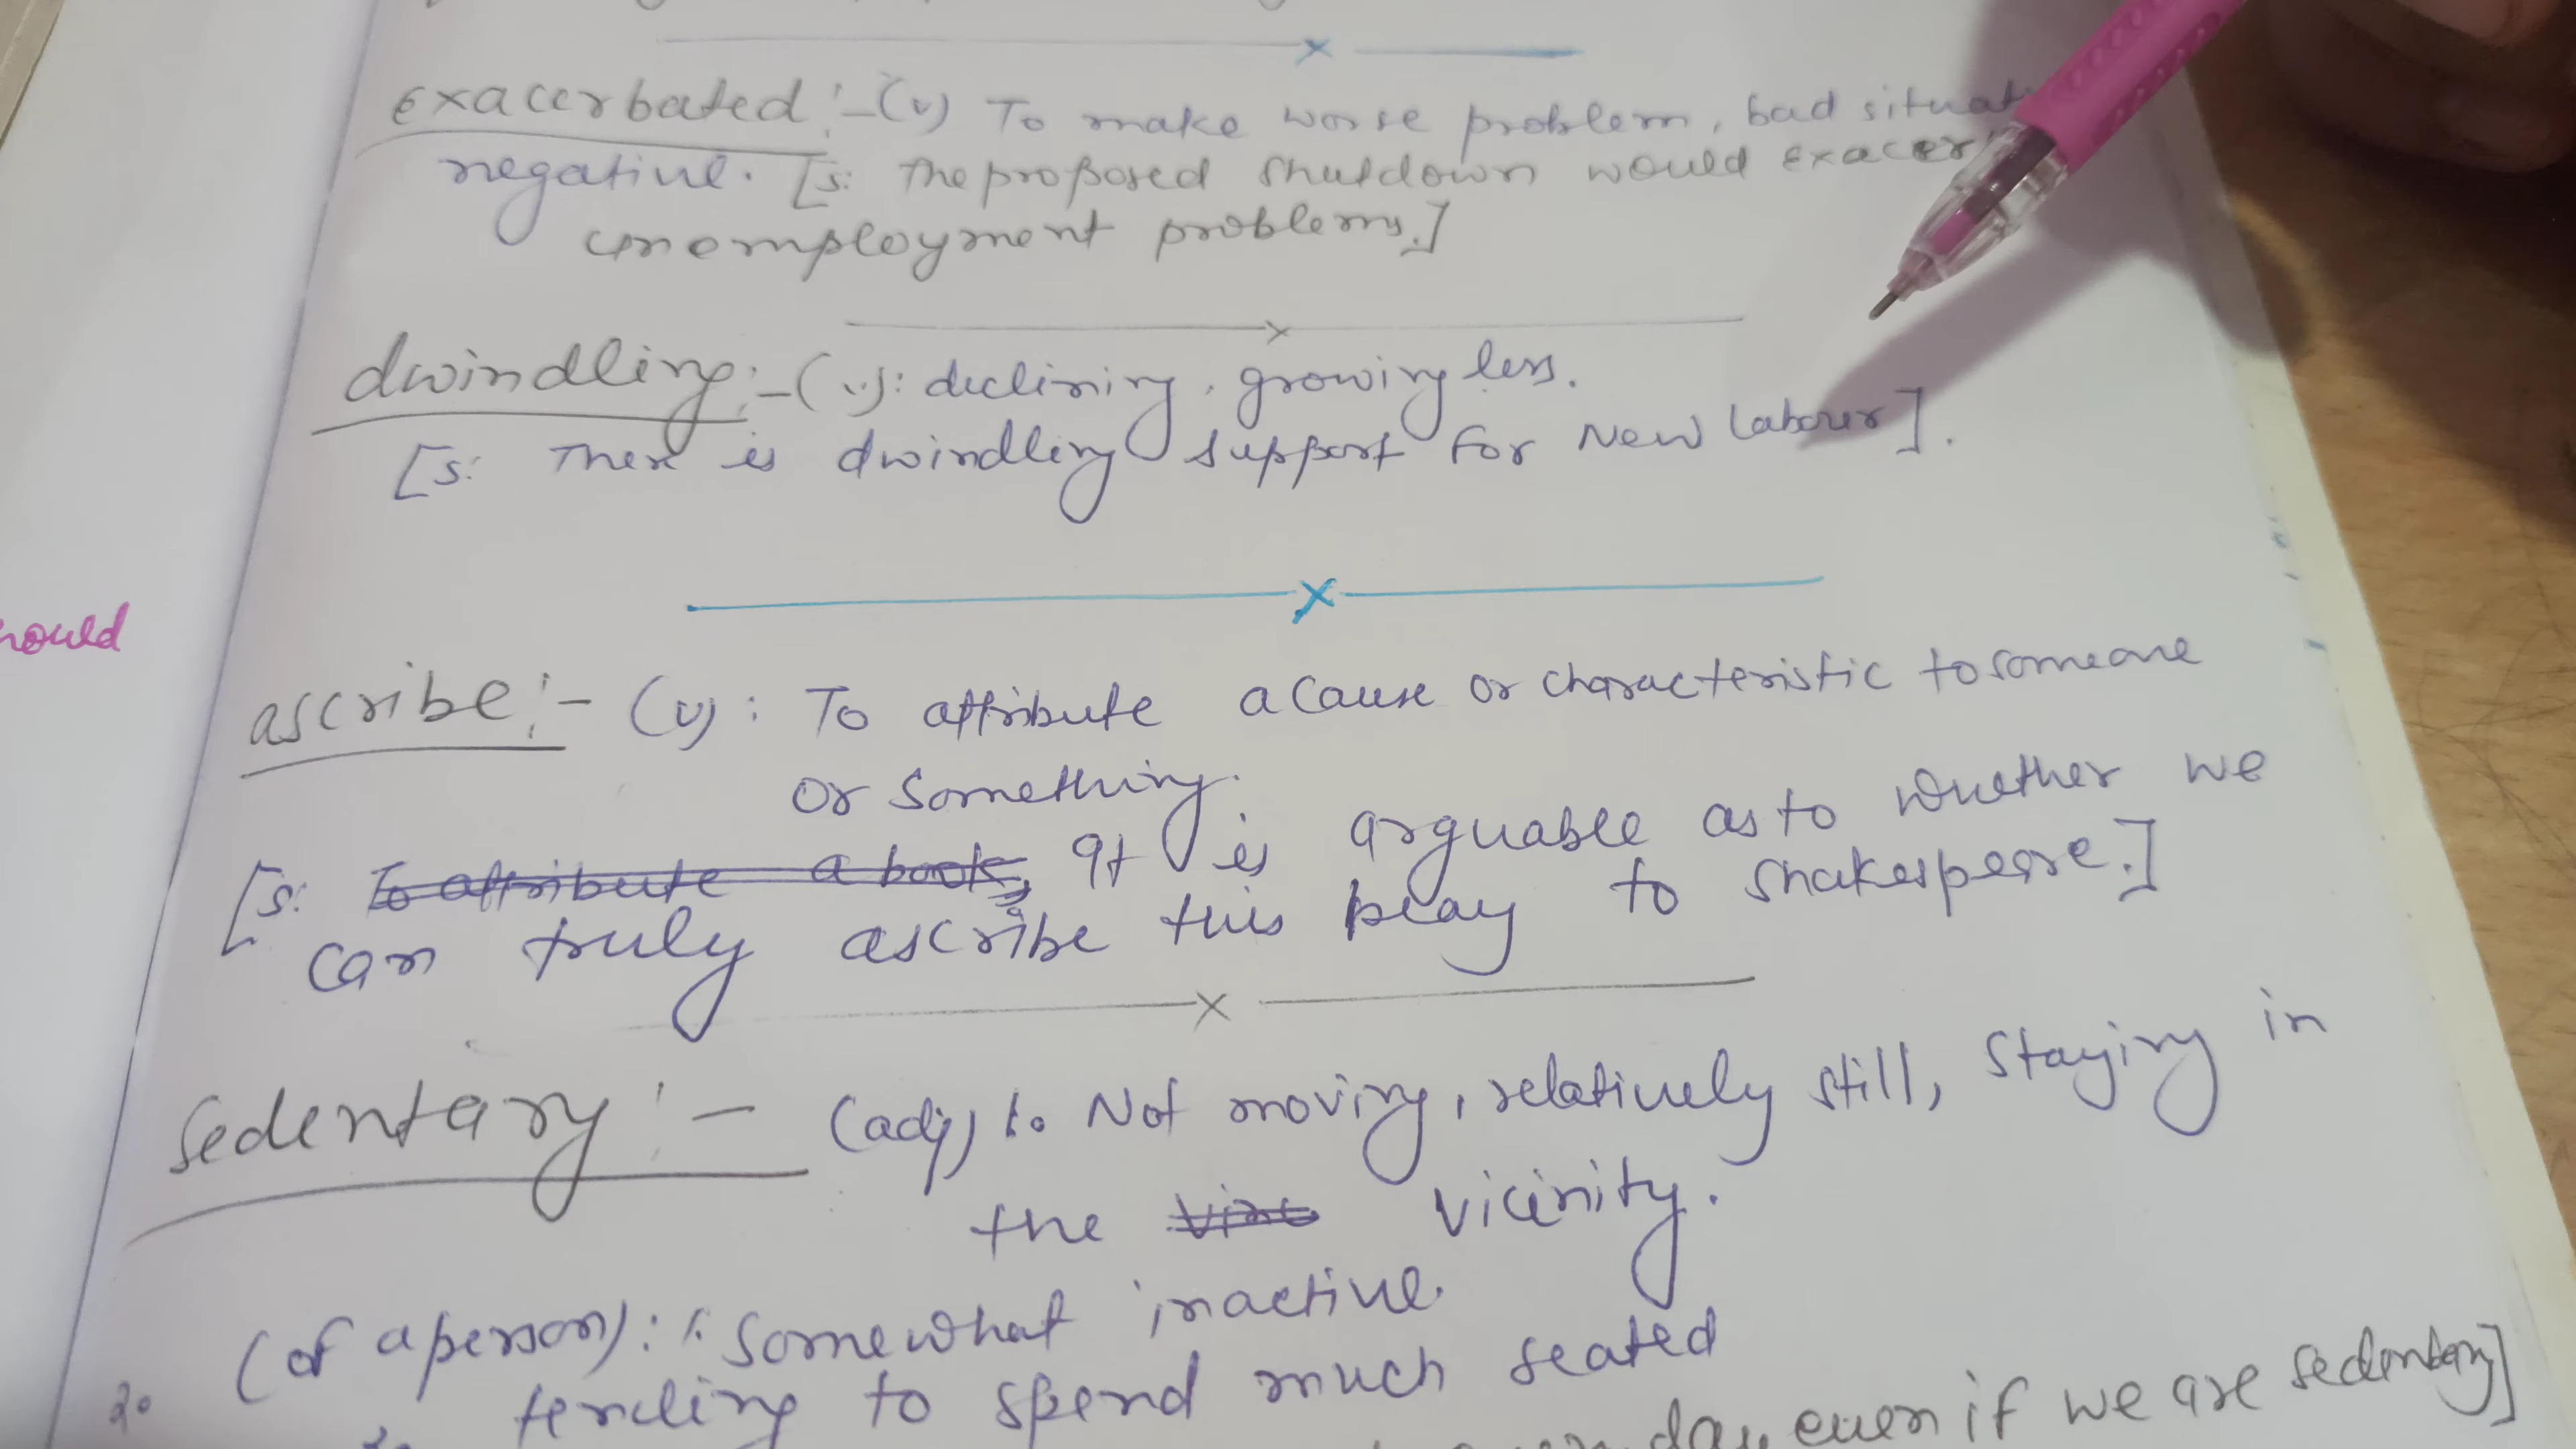 exacerbated :- (v) To make worse problem, bad
negative. [s: The proposed shutdown would
unemployment problems.]
dwindling :- (v): declining, growing less.
[s: There is dwindling support for New Labour].
hould
ascribe :- (v): To attribute a cause or characteristic to someone
or something.
[s: To attribute a book, It is arguable as to whether we
can truly ascribe this play to Shakespeare.]
Sedentary :- (adj) 1. Not moving, relatively still, staying in
the vicinity.
(of a person): Somewhat inactive.
2. tending to spend much seated
day even if we are sedentary]